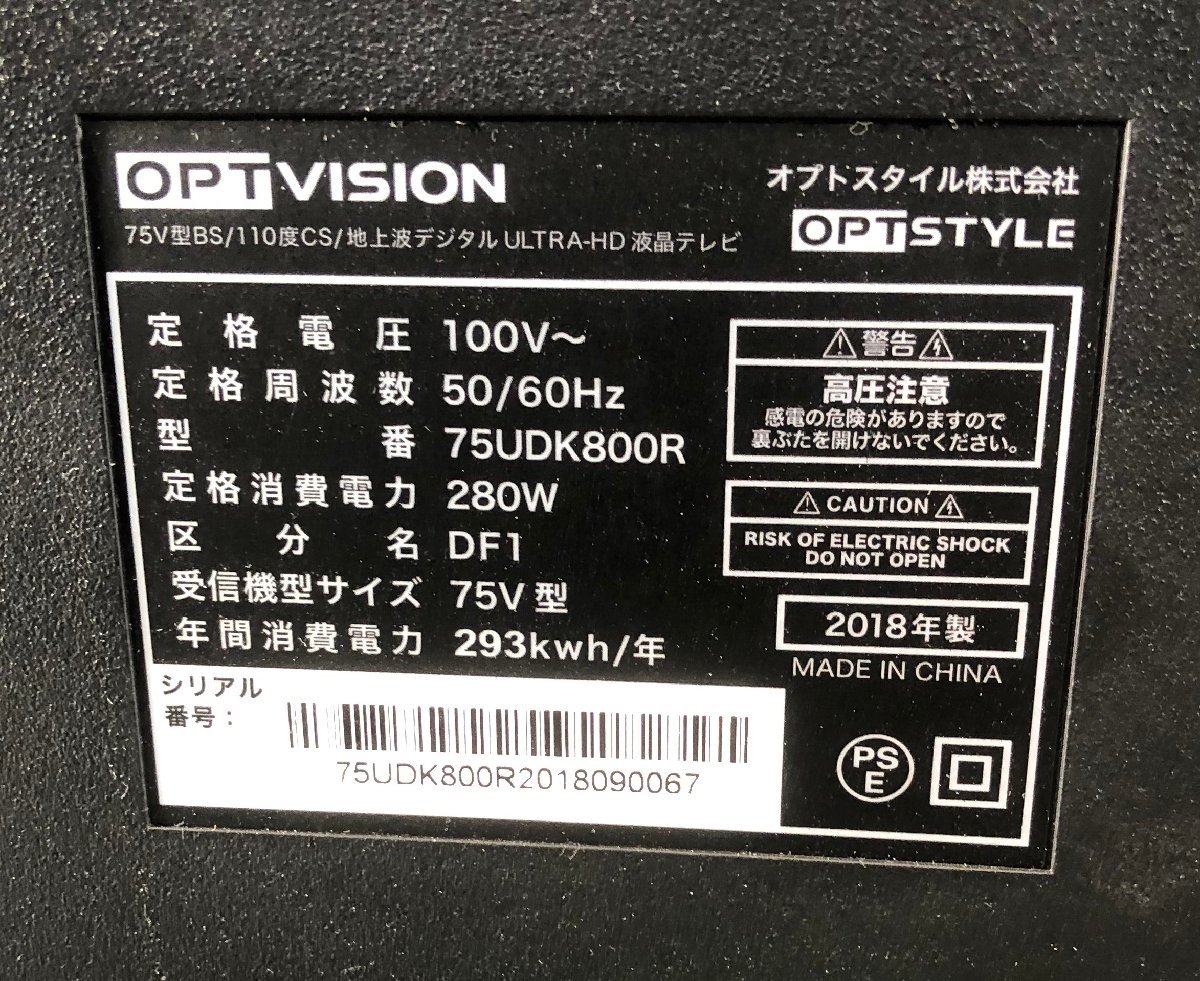 OPTVISION
オプトスタイル株式会社
75V型BS/110度CS/地上波デジタル ULTRA-HD 液晶テレビ
OPTSTYLE
定格電圧 100V~
定格周波数 50/60Hz
型番 75UDK800R
定格消費電力 280W
区分名 DF1
受信機型サイズ 75V型
年間消費電力 293kwh/年
警告
高圧注意
感電の危険がありますので
裏ぶたを開けないでください。
CAUTION
RISK OF ELECTRIC SHOCK
DO NOT OPEN
2018年製
MADE IN CHINA
シリアル
番号:
75UDK800R2018090067
PS
E